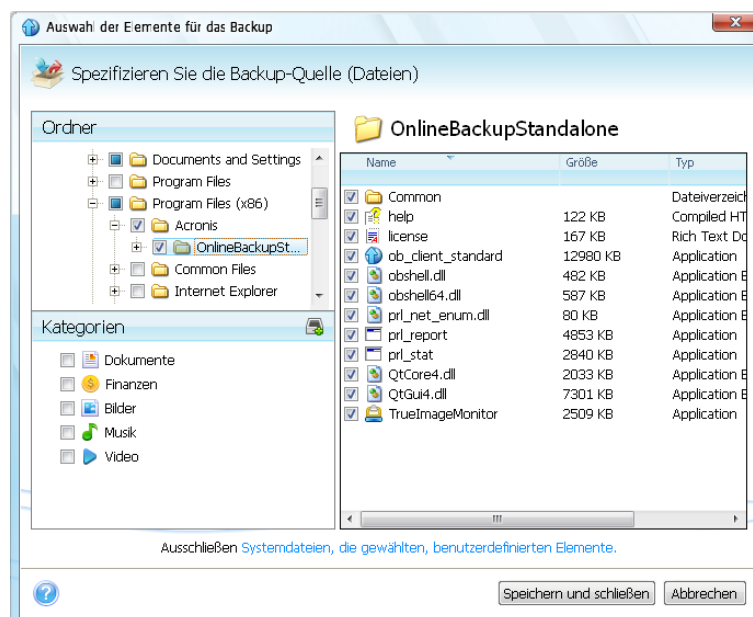 Auswahl der Elemente für das Backup
Spezifizieren Sie die Backup-Quelle (Dateien)
Ordner
Documents and Settings
Program Files
Program Files (x86)
Acronis
OnlineBackupSt...
Common Files
Internet Explorer
Kategorien
Dokumente
Finanzen
Bilder
Musik
Video
OnlineBackupStandalone
Name Größe Typ
Common Dateiverzeich
help 122 KB Compiled HT
license 167 KB Rich Text Do
ob_client_standard 12980 KB Application
obshell.dll 482 KB Application E
obshell64.dll 587 KB Application E
prl_net_enum.dll 80 KB Application E
prl_report 4853 KB Application
prl_stat 2840 KB Application
QtCore4.dll 2033 KB Application E
QtGui4.dll 7301 KB Application E
TrueImageMonitor 2509 KB Application
Ausschließen Systemdateien, die gewählten, benutzerdefinierten Elemente.
Speichern und schließen Abbrechen